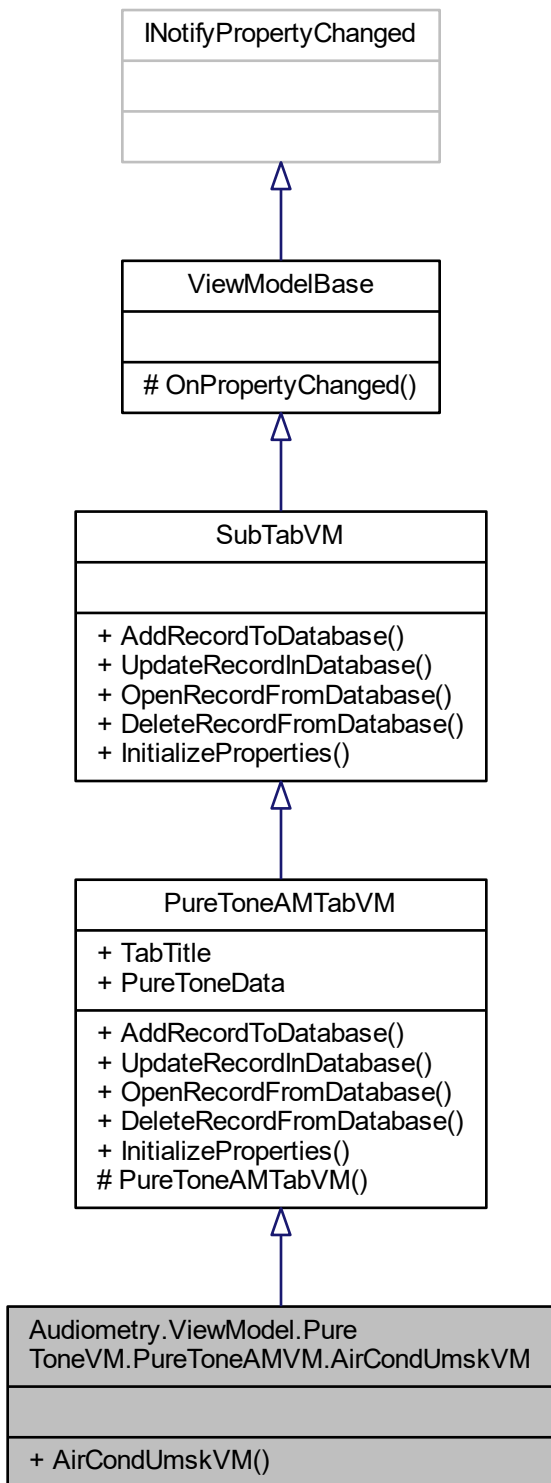 INotifyPropertyChanged
ViewModelBase
# OnPropertyChanged()
SubTabVM
+ AddRecordToDatabase()
+ UpdateRecordInDatabase()
+ OpenRecordFromDatabase()
+ DeleteRecordFromDatabase()
+ InitializeProperties()
PureToneAMTabVM
+ TabTitle
+ PureToneData
+ AddRecordToDatabase()
+ UpdateRecordInDatabase()
+ OpenRecordFromDatabase()
+ DeleteRecordFromDatabase()
+ InitializeProperties()
# PureToneAMTabVM()
Audiometry.ViewModel.Pure
ToneVM.PureToneAMVM.AirCondUmskVM
+ AirCondUmskVM()